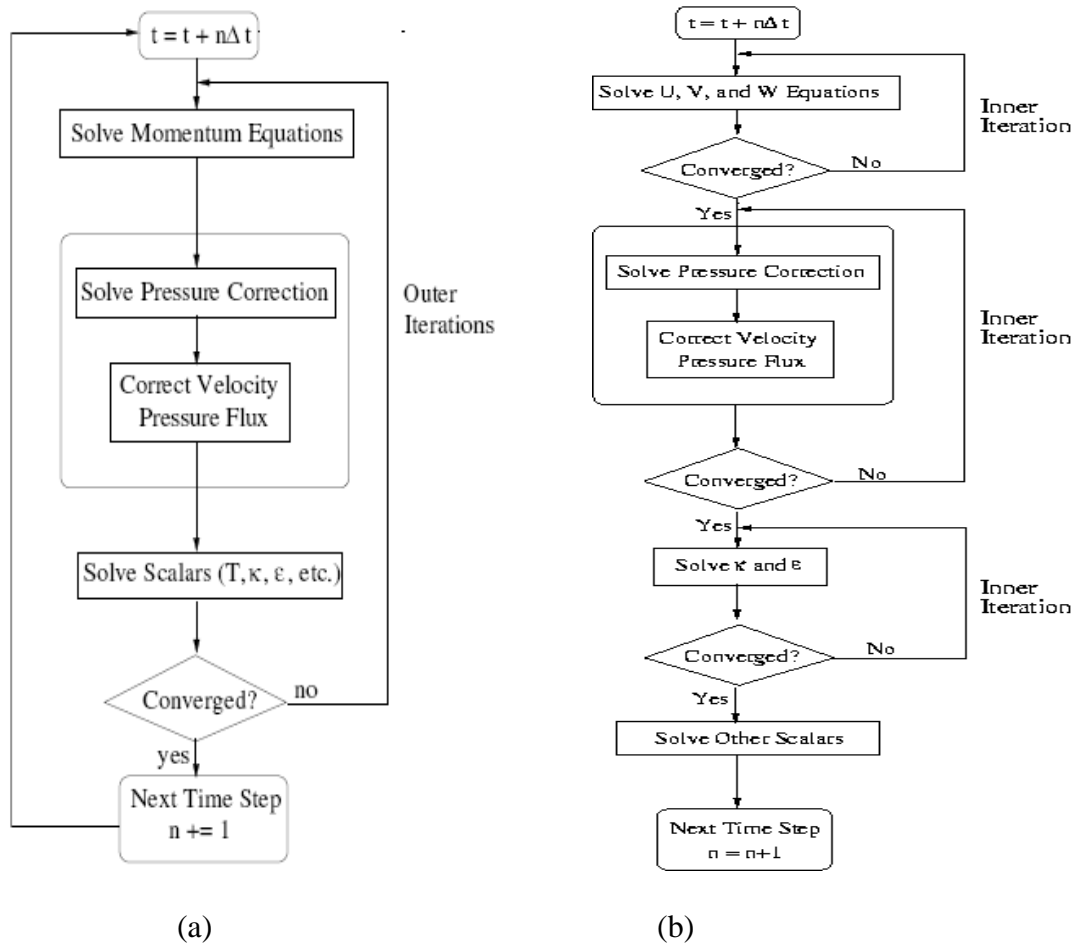 t = t + nΔ t
Solve Momentum Equations
Solve Pressure Correction
Correct Velocity
Pressure Flux
Outer
Iterations
Solve Scalars (T, κ, ε, etc.)
Converged?
no
yes
Next Time Step
n += 1
(a)
t = t + nΔ t
Solve U, V, and W Equations
Inner
Iteration
Converged?
No
Yes
Solve Pressure Correction
Correct Velocity
Pressure Flux
Inner
Iteration
Converged?
No
Yes
Solve κ and ε
Inner
Iteration
Converged?
No
Yes
Solve Other Scalars
Next Time Step
n = n+1
(b)